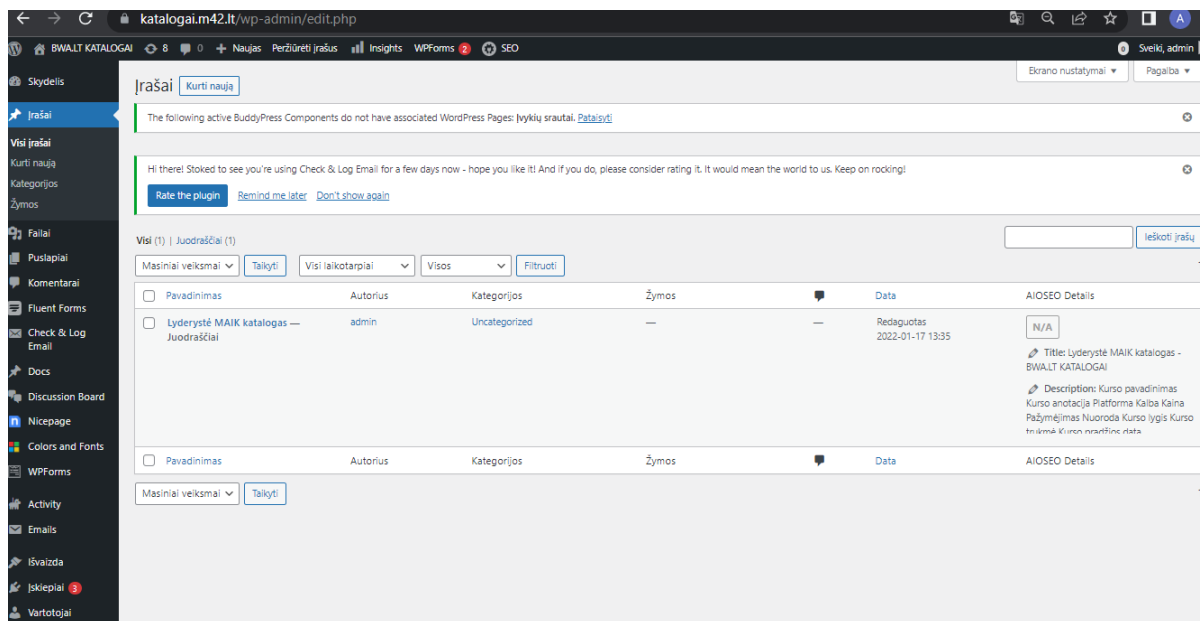 katalogai.m42.lt/wp-admin/edit.php
A
BWA.LT KATALOGAI 8 0 Naujas Peržiūrėti įrašus Insights WPForms 2 SEO
0 Sveiki, admin
Skydelis
Įrašai
Visi įrašai
Kurti naują
Kategorijos
Žymos
Failai
Puslapiai
Komentarai
Fluent Forms
Check & Log
Email
Docs
Discussion Board
Nicepage
Colors and Fonts
WPForms
Activity
Emails
Išvaizda
Įskiepiai 3
Vartotojai
Ekrano nustatymai Pagalba
Įrašai Kurti naują
The following active BuddyPress Components do not have associated WordPress Pages: Įvykių srautai. Pataisyti
Hi there! Stoked to see you're using Check & Log Email for a few days now - hope you like it! And if you do, please consider rating it. It would mean the world to us. Keep on rocking!
Rate the plugin Remind me later Don't show again
Visi (1) | Juodraščiai (1)
Ieškoti įrašų
Masiniai veiksmai Taikyti Visi laikotarpiai Visos Filtruoti
Pavadinimas Autorius Kategorijos Žymos Data AIOSEO Details
Lyderystė MAIK katalogas —
Juodraščiai
admin
Uncategorized
—
—
Redaguotas
2022-01-17 13:35
N/A
Title: Lyderystė MAIK katalogas -
BWA.LT KATALOGAI
Description: Kurso pavadinimas
Kurso anotacija Platforma Kalba Kaina
Pažymėjimas Nuoroda Kurso lygis Kurso
trukmė Kurso pradžios data
Pavadinimas Autorius Kategorijos Žymos Data AIOSEO Details
Masiniai veiksmai Taikyti